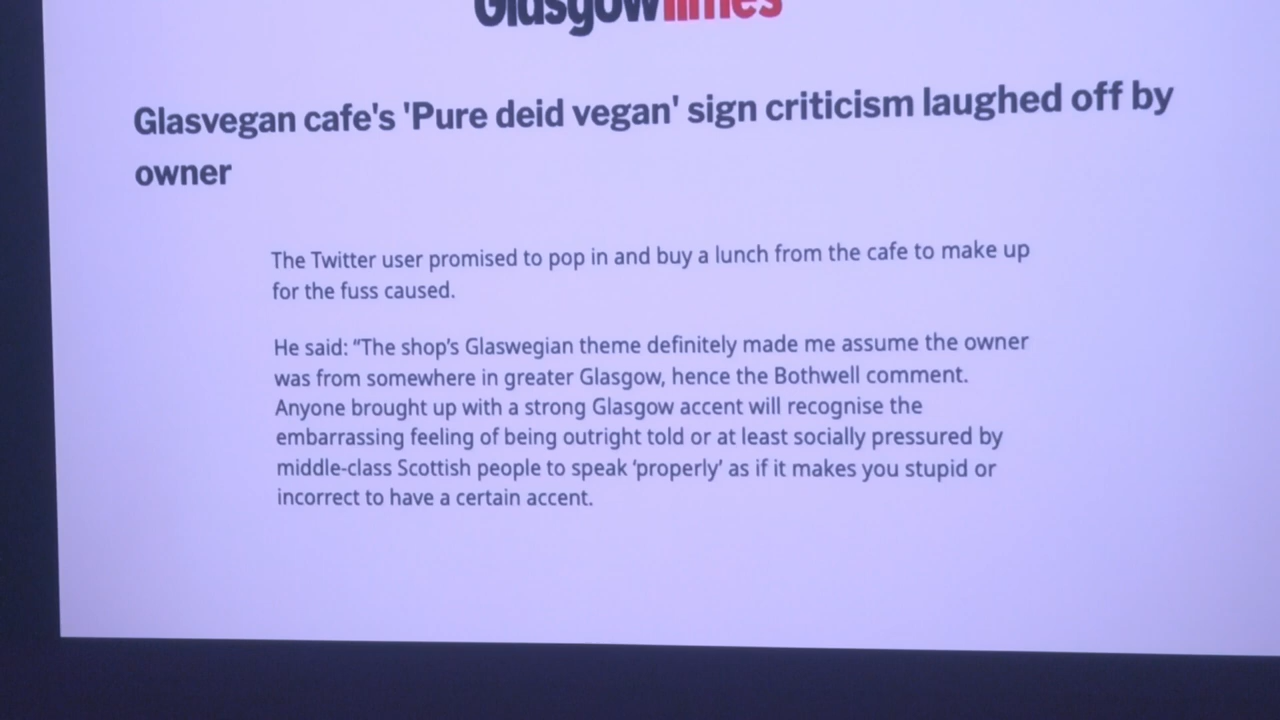 GlasgowTimes
Glasvegan cafe's 'Pure deid vegan' sign criticism laughed off by
owner
The Twitter user promised to pop in and buy a lunch from the cafe to make up
for the fuss caused.
He said: “The shop’s Glaswegian theme definitely made me assume the owner
was from somewhere in greater Glasgow, hence the Bothwell comment.
Anyone brought up with a strong Glasgow accent will recognise the
embarrassing feeling of being outright told or at least socially pressured by
middle-class Scottish people to speak ‘properly’ as if it makes you stupid or
incorrect to have a certain accent.